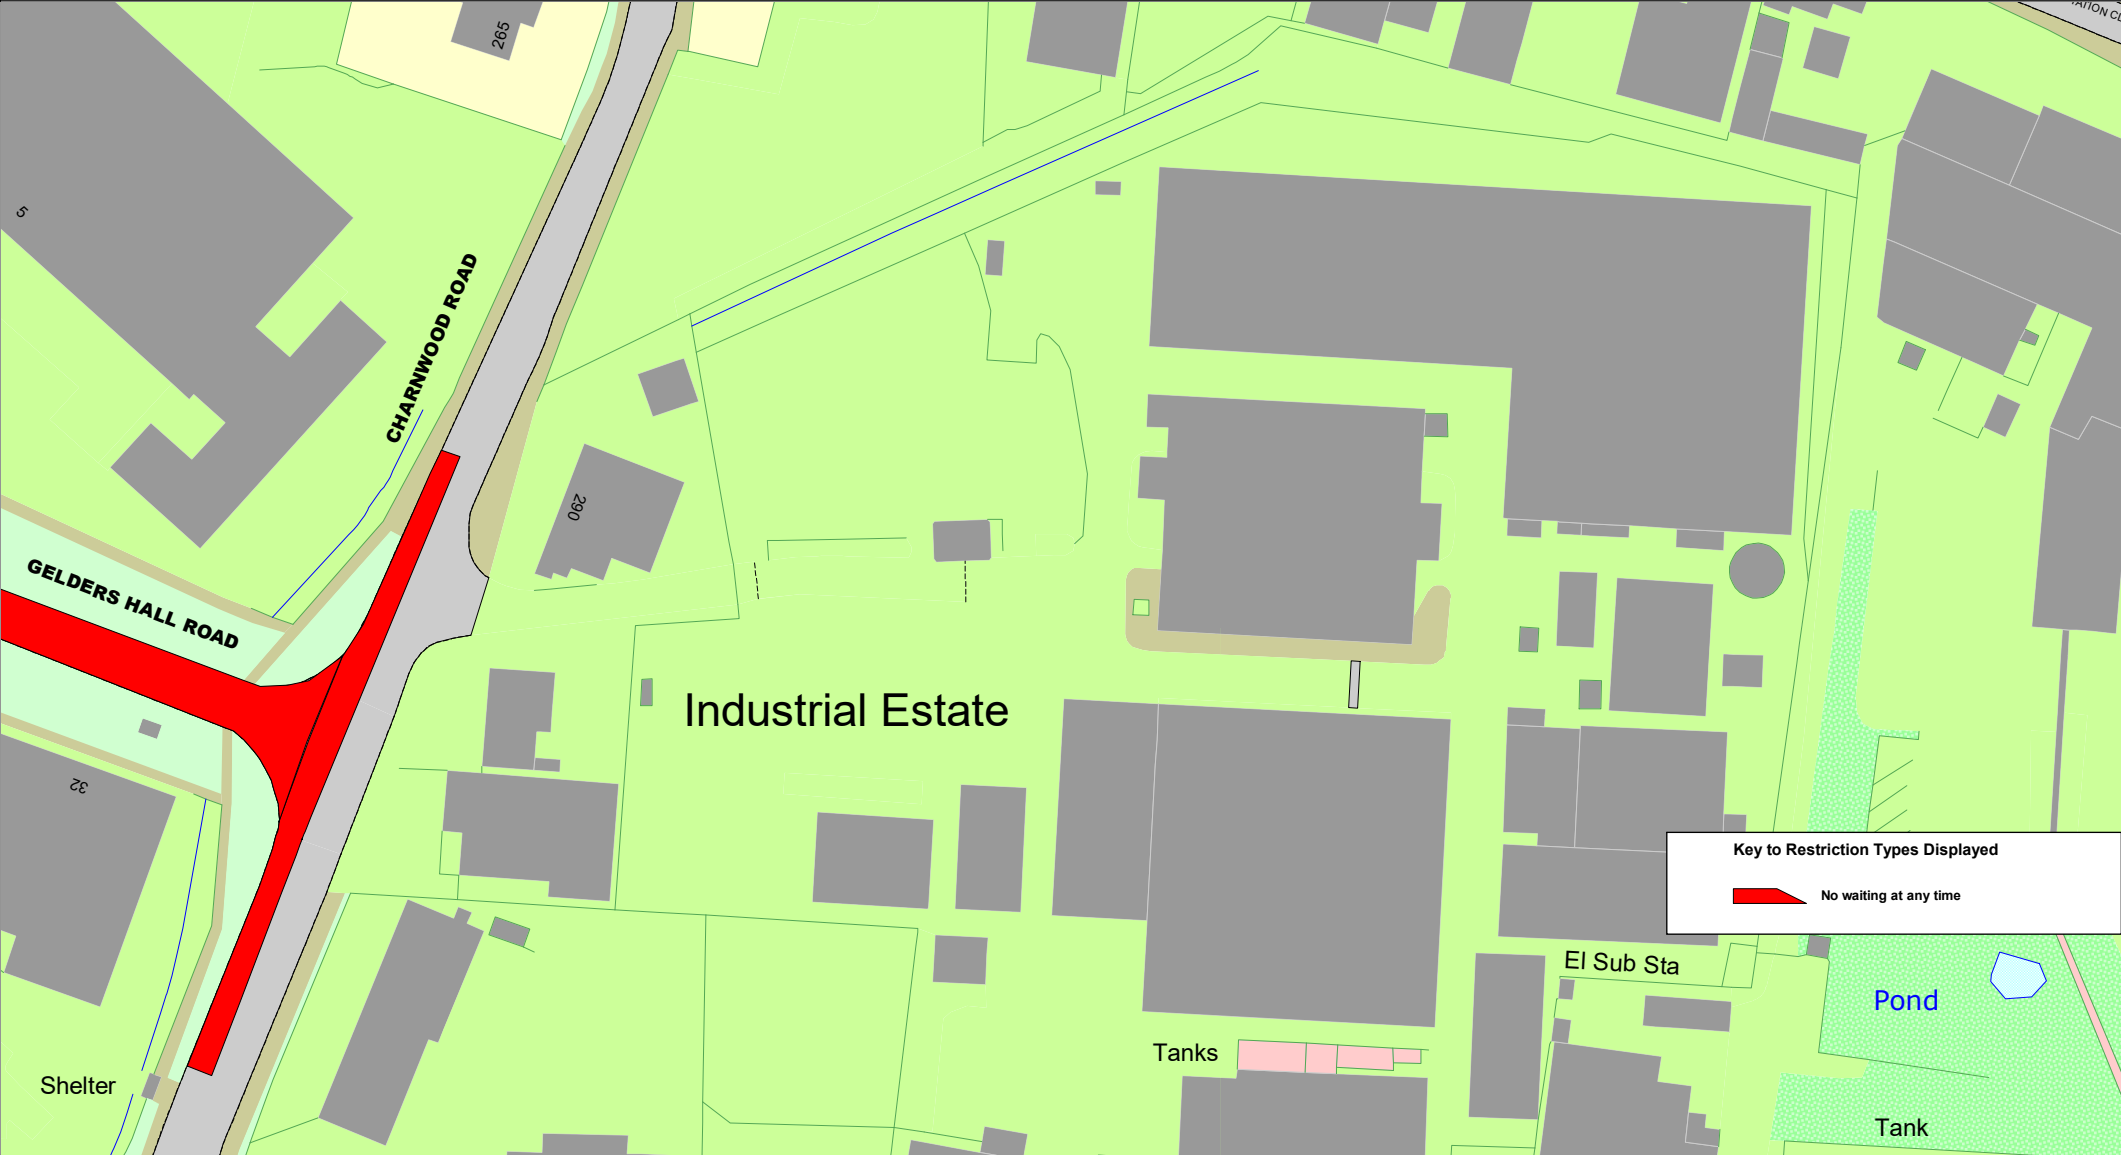 265
5
CHARNWOOD ROAD
290
GELDERS HALL ROAD
Industrial Estate
32
Key to Restriction Types Displayed
No waiting at any time
El Sub Sta
Pond
Tanks
Shelter
Tank